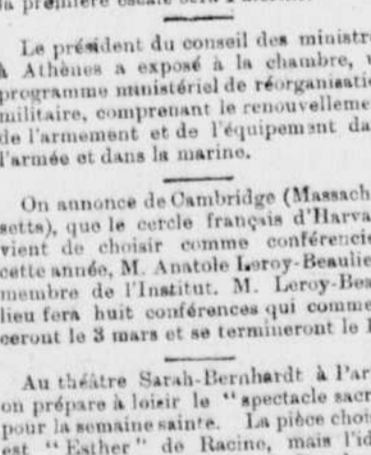 la première escale sera
Le président du conseil des ministr
à Athènes a exposé à la chambre, u
programme ministériel de réorganisati
militaire, comprenant le renouvelleme
de l'armement et de l'équipement da
l'armée et dans la marine.
On annonce de Cambridge (Massach
setts), que le cercle français d'Harva
vient de choisir comme conférencie
cette année, M. Anatole Leroy-Beaulie
membre de l'Institut. M. Leroy-Bea
lieu fera huit conférences qui comme
ceront le 3 mars et se termineront le 1
Au théâtre Sarah-Bernhardt à Par
on prépare à loisir le "spectacle sacr
pour la semaine sainte. La pièce choi
est "Esther" de Racine, mais l'id